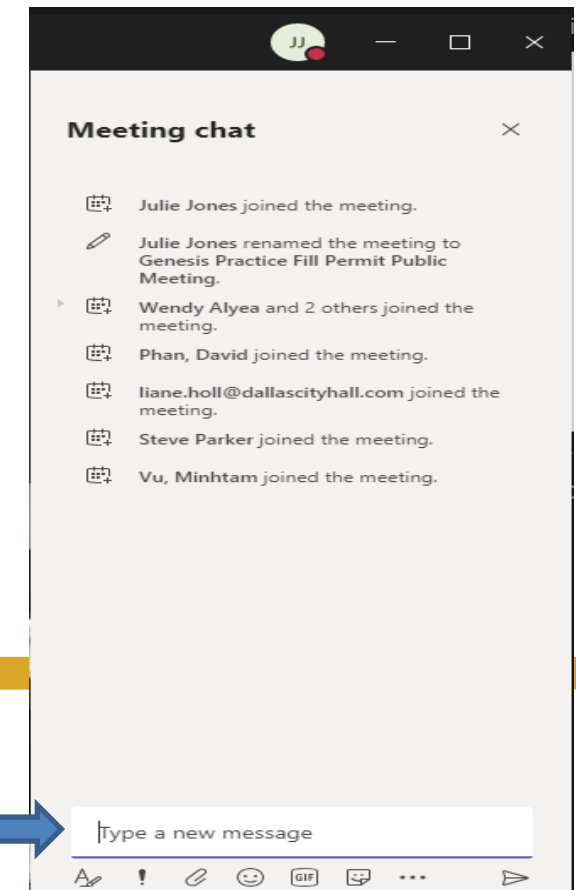 JJ
Meeting chat
Julie Jones joined the meeting.
Julie Jones renamed the meeting to
Genesis Practice Fill Permit Public
Meeting.
Wendy Alyea and 2 others joined the
meeting.
Phan, David joined the meeting.
liane.holl@dallascityhall.com joined the
meeting.
Steve Parker joined the meeting.
Vu, Minhtam joined the meeting.
Type a new message
GIF